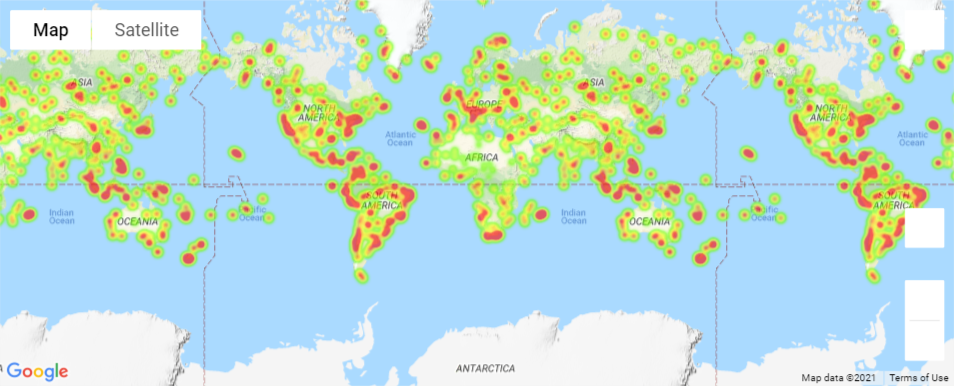 Map Satellite
ASIA
NORTH
AMERICA
EUROPE
ASIA
NORTH
AMERICA
Atlantic
Ocean
Atlantic
Ocean
AFRICA
SOUTH
AMERICA
SOUTH
AMERICA
Indian
Ocean
OCEANIA
Pacific
Ocean
Indian
Ocean
OCEANIA
Pacific
Ocean
ANTARCTICA
Google
Map data ©2021 Terms of Use